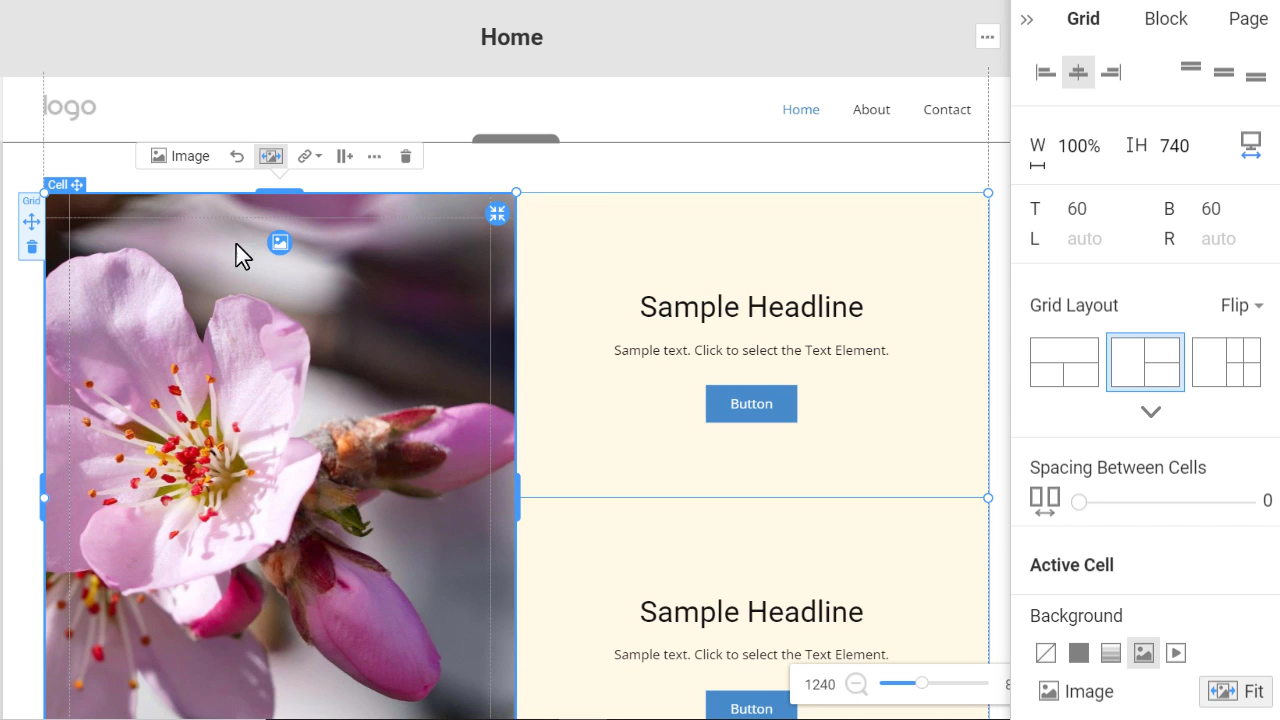 Home
Grid Block Page
logo
Home About Contact
Image
W 100% H 740
Cell
Grid
T 60 B 60
L auto R auto
Grid Layout Flip
Sample Headline
Sample text. Click to select the Text Element.
Button
Spacing Between Cells
0
Active Cell
Background
Sample Headline
Sample text. Click to select the Text Element.
1240
Image Fit
Button